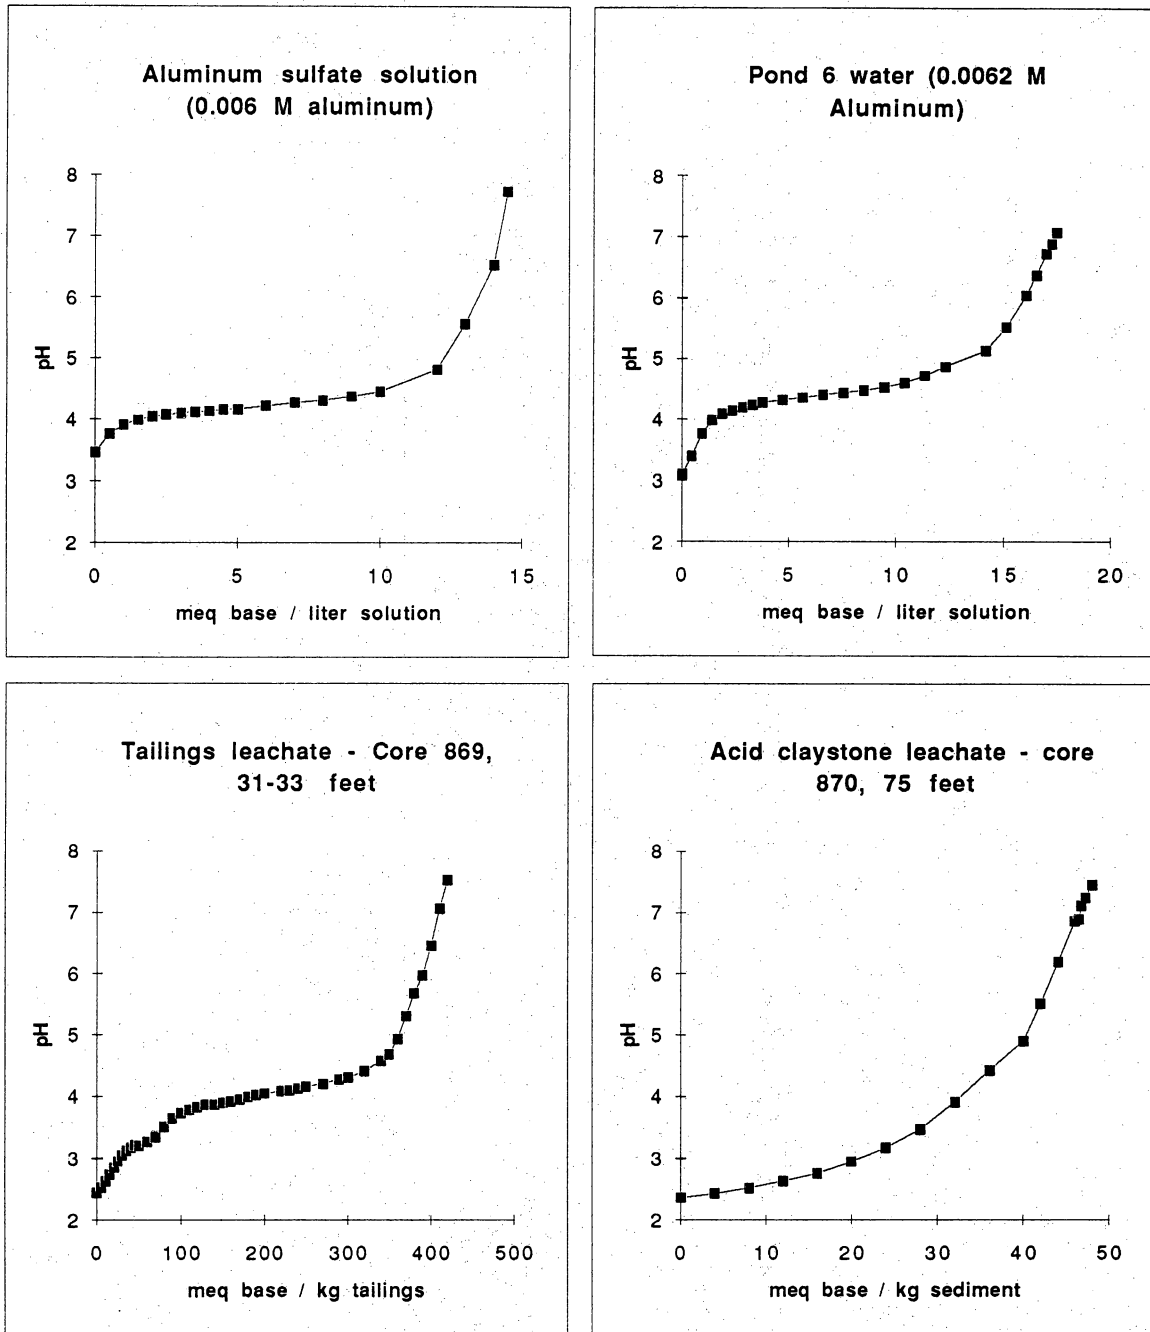 Aluminum sulfate solution
(0.006 M aluminum)
8
7
6
5
4
3
2
pH
0 5 10 15
meq base / liter solution
Pond 6 water (0.0062 M
Aluminum)
8
7
6
5
4
3
2
pH
0 5 10 15 20
meq base / liter solution
Tailings leachate - Core 869,
31-33 feet
8
7
6
5
4
3
2
pH
0 100 200 300 400 500
meq base / kg tailings
Acid claystone leachate - core
870, 75 feet
8
7
6
5
4
3
2
pH
0 10 20 30 40 50
meq base / kg sediment